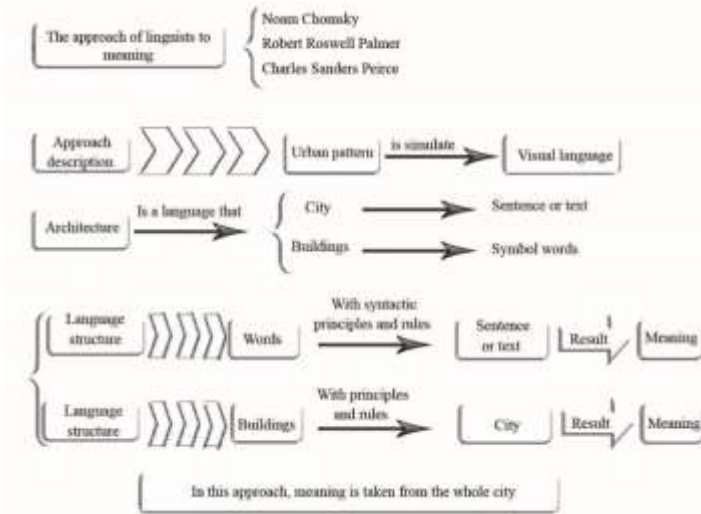 The approach of linguists to
meaning
Noam Chomsky
Robert Roswell Palmer
Charles Sanders Peirce
Approach
description
Urban pattern
is simulate
Visual language
Architecture
Is a language that
City
Sentence or text
Buildings
Symbol words
Language
structure
Words
With syntactic
principles and rules
Sentence
or text
Result
Meaning
Language
structure
Buildings
With principles
and rules
City
Result
Meaning
In this approach, meaning is taken from the whole city